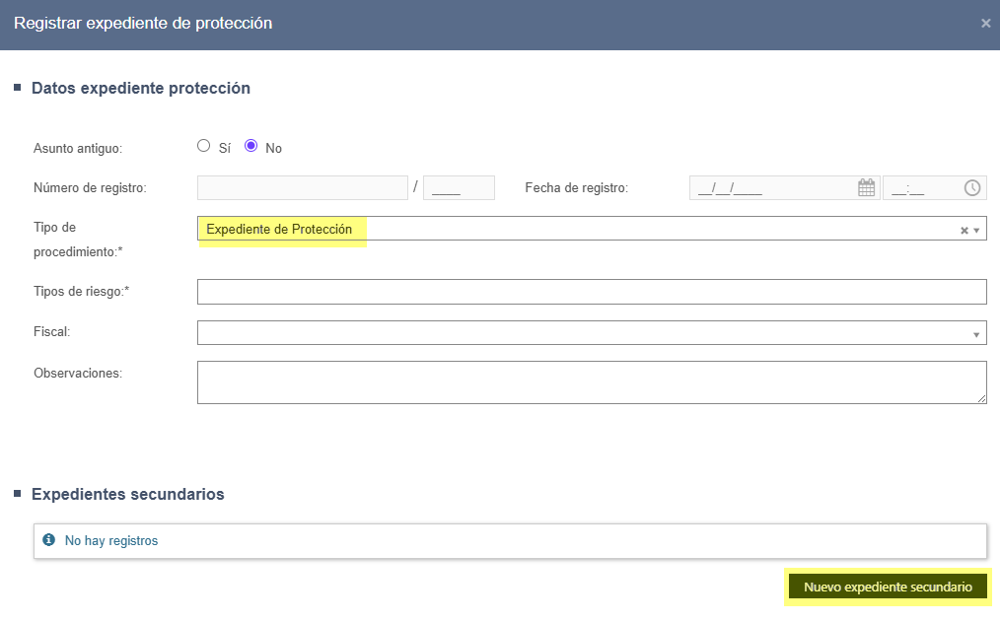 Registrar expediente de protección ×
Datos expediente protección
Asunto antiguo: Sí No
Número de registro: / ____ Fecha de registro: __/__/____ __:__
Tipo de procedimiento:* Expediente de Protección ×
Tipos de riesgo:*
Fiscal:
Observaciones:
Expedientes secundarios
No hay registros
Nuevo expediente secundario